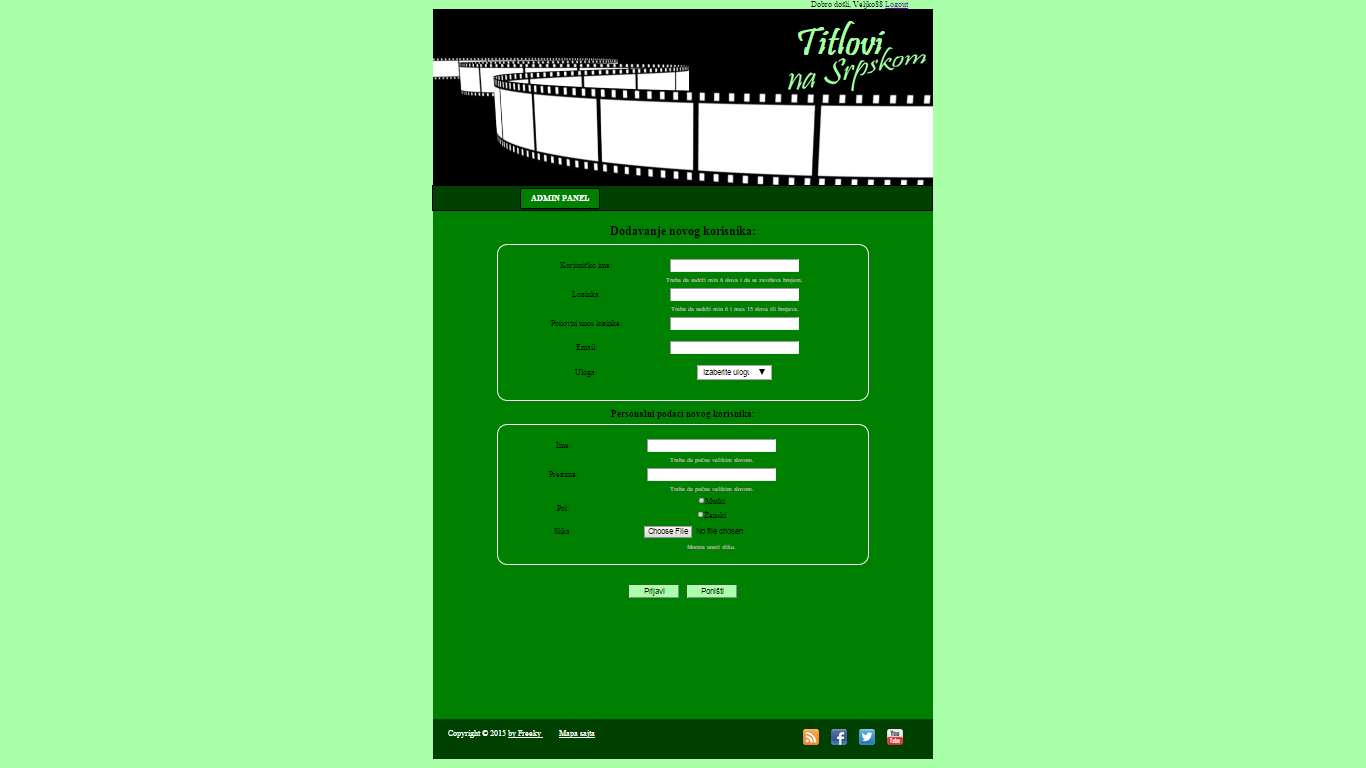 Dobro došli, Veljko88 Logout
Titlovi
na Srpskom
ADMIN PANEL
Dodavanje novog korisnika:
Korisničko ime:
Treba da sadrži min 6 slova i da se završava brojem.
Lozinka:
Treba da sadrži min 6 i max 15 slova ili brojeva.
Ponovni unos lozinke:
Email:
Uloga: Izaberite ulogu
Personalni podaci novog korisnika:
Ime:
Treba da počne velikim slovom.
Prezime:
Treba da počne velikim slovom.
Pol: Muški
Ženski
Slika: Choose File No file chosen
Morate uneti sliku.
Prijavi Poništi
Copyright © 2015 by Freeky Mapa sajta
You Tube